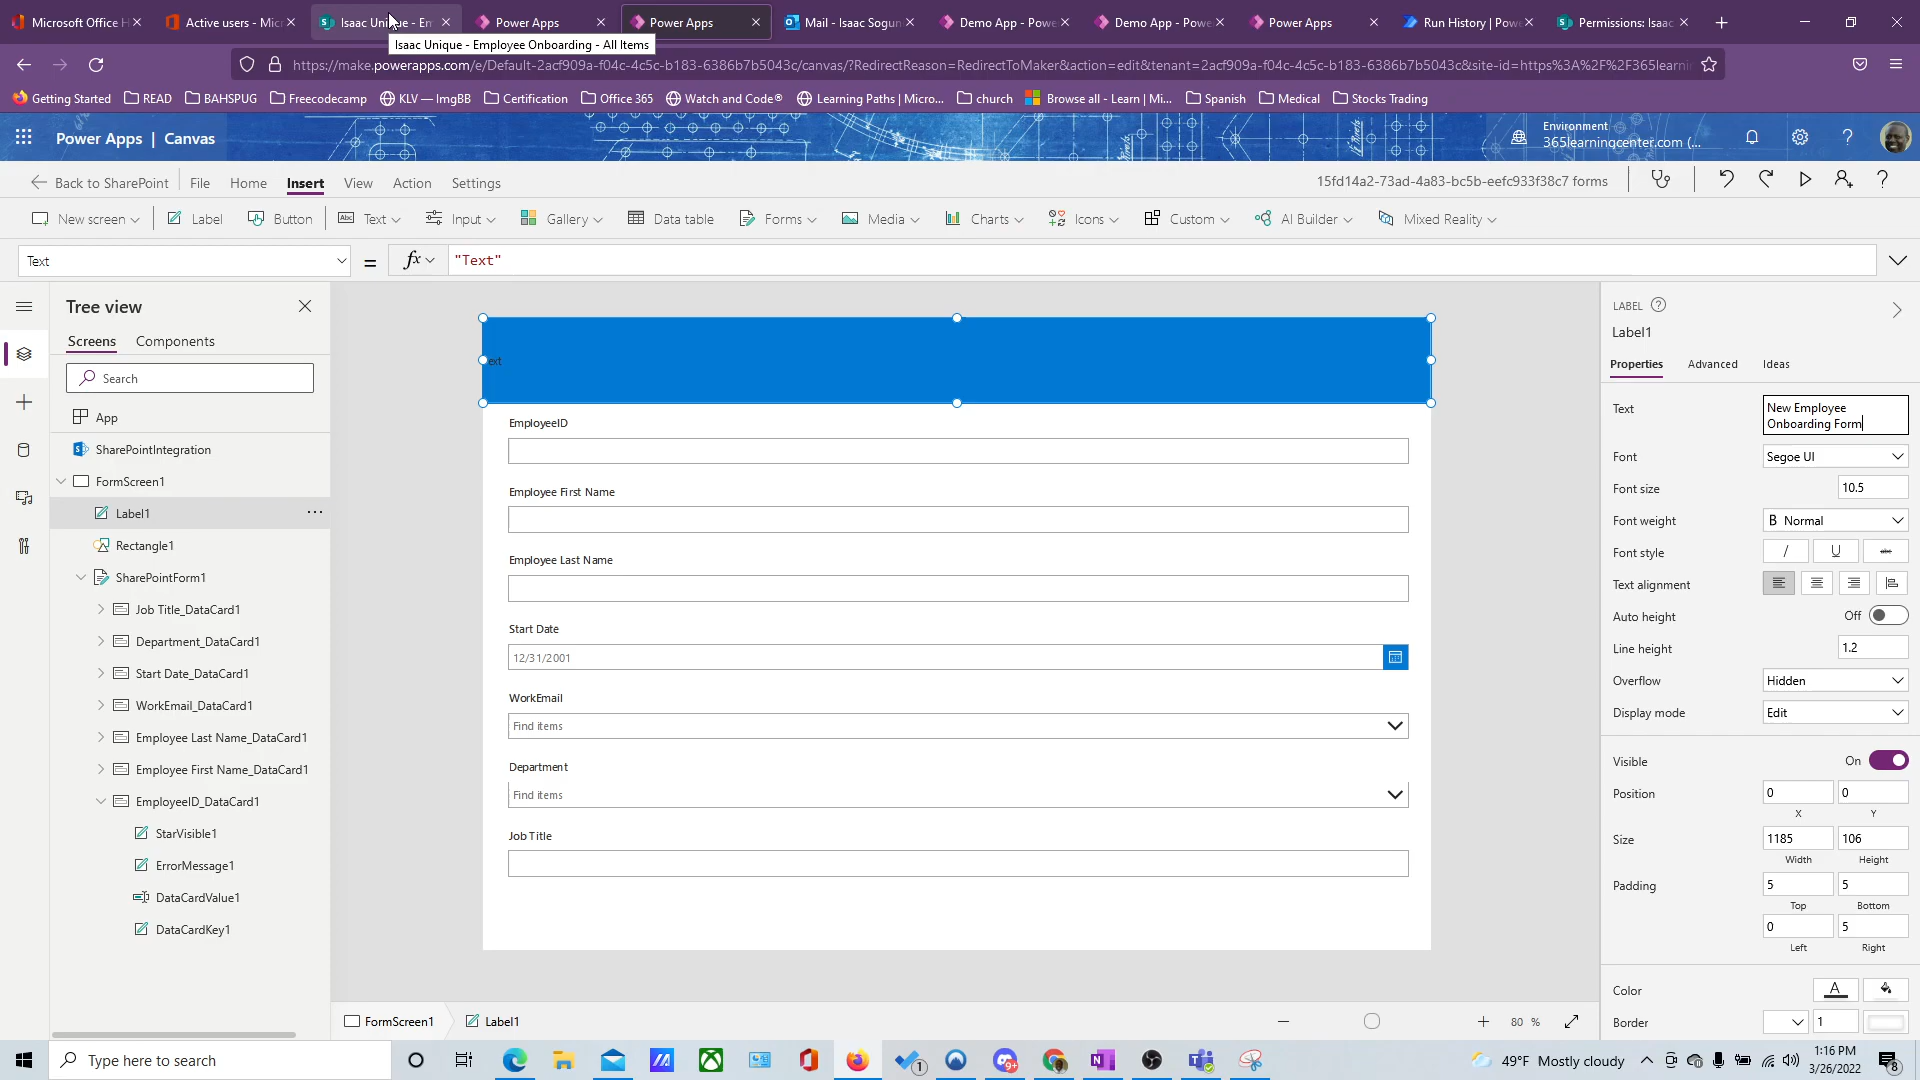 Microsoft Office H
Active users - Micr
Isaac Unique - Em
Power Apps
Power Apps
Mail - Isaac Sogun
Demo App - Powe
Demo App - Powe
Power Apps
Run History | Pow
Permissions: Isaac
Isaac Unique - Employee Onboarding - All Items
https://make.powerapps.com/e/Default-2acf909a-f04c-4c5c-b183-6386b7b5043c/canvas/?RedirectReason=RedirectToMaker&action=edit&tenant=2acf909a-f04c-4c5c-b183-6386b7b5043c&site-id=https%3A%2F%2F365learni
Getting Started
READ
BAHSPUG
Freecodecamp
KLV — ImgBB
Certification
Office 365
Watch and Code®
Learning Paths | Micro...
church
Browse all - Learn | Mi...
Spanish
Medical
Stocks Trading
Power Apps | Canvas
Environment
365learningcenter.com (...
Back to SharePoint
File
Home
Insert
View
Action
Settings
15fd14a2-73ad-4a83-bc5b-eefc933f38c7 forms
New screen
Label
Button
Abc Text
Input
Gallery
Data table
Forms
Media
Charts
Icons
Custom
AI Builder
Mixed Reality
Text
=
fx
"Text"
Tree view
Screens
Components
Search
App
SharePointIntegration
FormScreen1
Label1
Rectangle1
SharePointForm1
Job Title_DataCard1
Department_DataCard1
Start Date_DataCard1
WorkEmail_DataCard1
Employee Last Name_DataCard1
Employee First Name_DataCard1
EmployeeID_DataCard1
StarVisible1
ErrorMessage1
DataCardValue1
DataCardKey1
ext
EmployeeID
Employee First Name
Employee Last Name
Start Date
12/31/2001
WorkEmail
Find items
Department
Find items
Job Title
FormScreen1
Label1
80 %
LABEL
Label1
Properties
Advanced
Ideas
Text
New Employee
Onboarding Form
Font
Segoe UI
Font size
10.5
Font weight
B Normal
Font style
/
U
abc
Text alignment
Auto height
Off
Line height
1.2
Overflow
Hidden
Display mode
Edit
Visible
On
Position
0
0
X
Y
Size
1185
106
Width
Height
Padding
5
5
Top
Bottom
0
5
Left
Right
Color
A
Border
1
Type here to search
1
9+
49°F Mostly cloudy
1:16 PM
3/26/2022
8